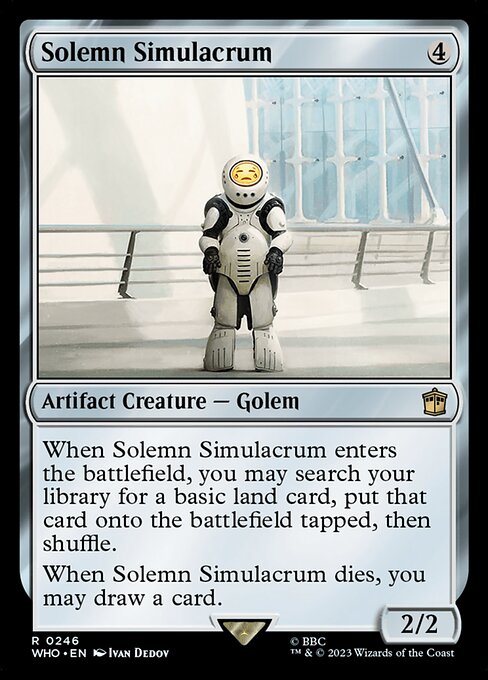 Solemn Simulacrum 4
Artifact Creature — Golem
When Solemn Simulacrum enters
the battlefield, you may search your
library for a basic land card, put that
card onto the battlefield tapped, then
shuffle.
When Solemn Simulacrum dies, you
may draw a card.
2/2
R 0246
WHO • EN Ivan Dedov
© BBC
™ & © 2023 Wizards of the Coast